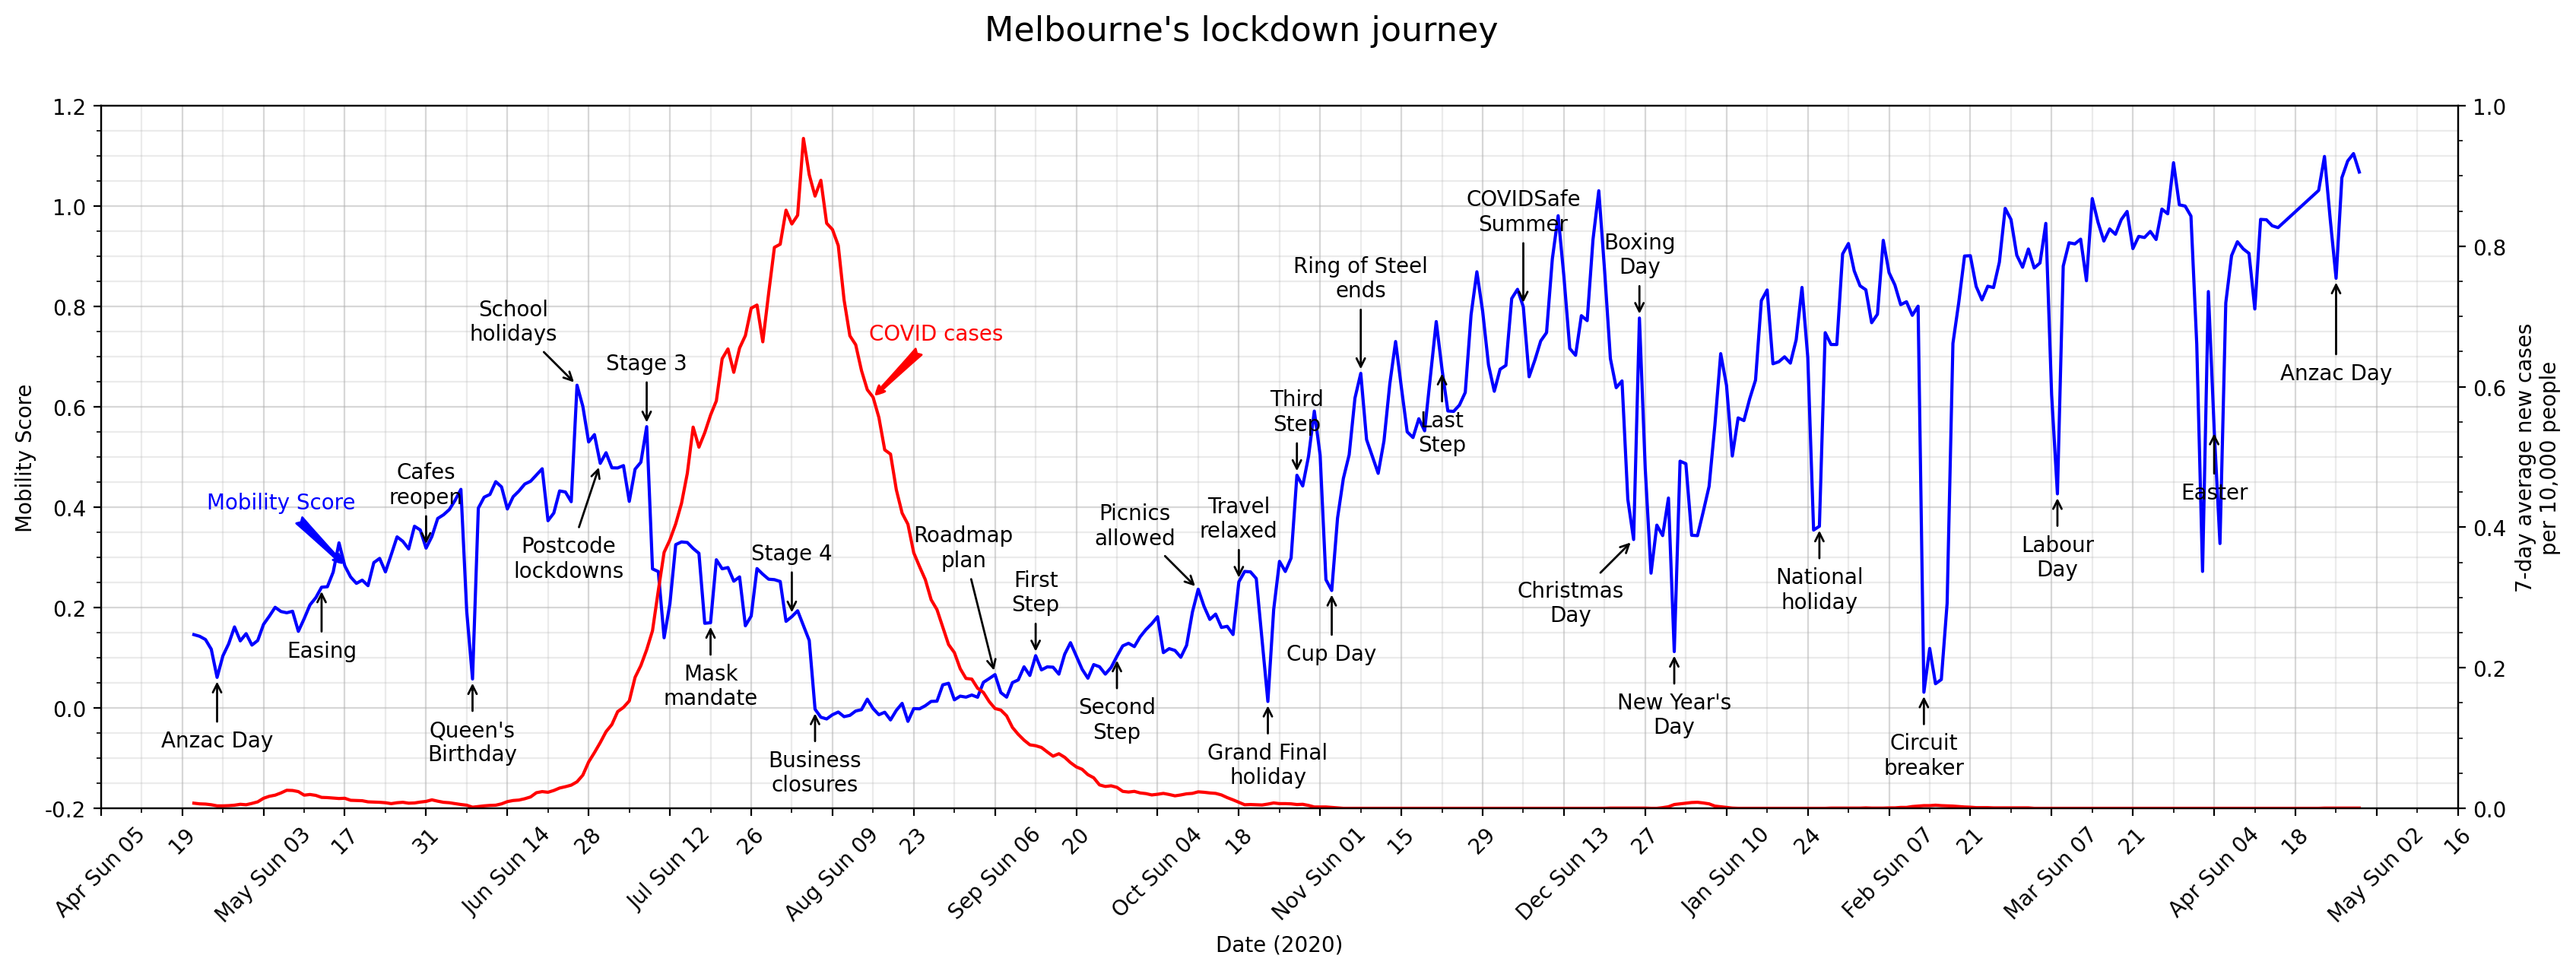 Melbourne's lockdown journey
1.2
1.0
0.8
0.6
0.4
0.2
0.0
-0.2
Mobility Score
1.0
0.8
0.6
0.4
0.2
0.0
7-day average new cases
per 10,000 people
Mobility Score
COVID cases
Anzac Day
Easing
Cafes
reopen
Queen's
Birthday
School
holidays
Postcode
lockdowns
Stage 3
Mask
mandate
Stage 4
Business
closures
Roadmap
plan
First
Step
Second
Step
Picnics
allowed
Travel
relaxed
Grand Final
holiday
Third
Step
Cup Day
Ring of Steel
ends
Last
Step
COVIDSafe
Summer
Christmas
Day
Boxing
Day
New Year's
Day
National
holiday
Circuit
breaker
Labour
Day
Easter
Anzac Day
Apr Sun 05
19
May Sun 03
17
31
Jun Sun 14
28
Jul Sun 12
26
Aug Sun 09
23
Sep Sun 06
20
Oct Sun 04
18
Nov Sun 01
15
29
Dec Sun 13
27
Jan Sun 10
24
Feb Sun 07
21
Mar Sun 07
21
Apr Sun 04
18
May Sun 02
16
Date (2020)